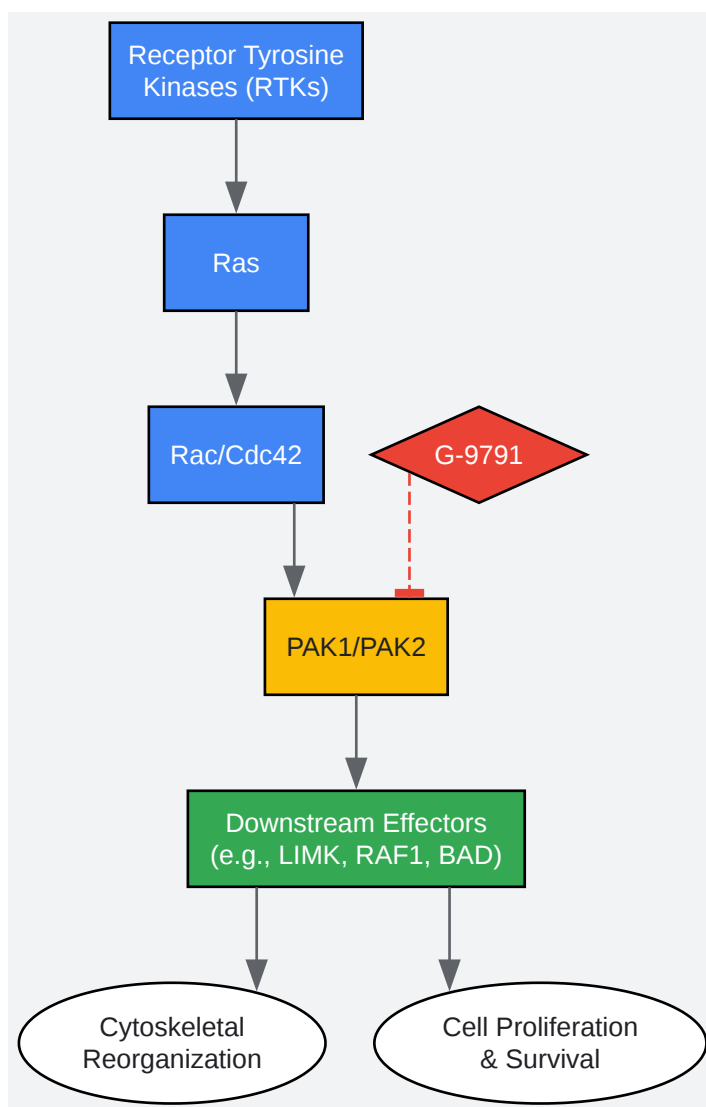 Receptor Tyrosine
Kinases (RTKs)
Ras
Rac/Cdc42
G-9791
PAK1/PAK2
Downstream Effectors
(e.g., LIMK, RAF1, BAD)
Cytoskeletal
Reorganization
Cell Proliferation
& Survival